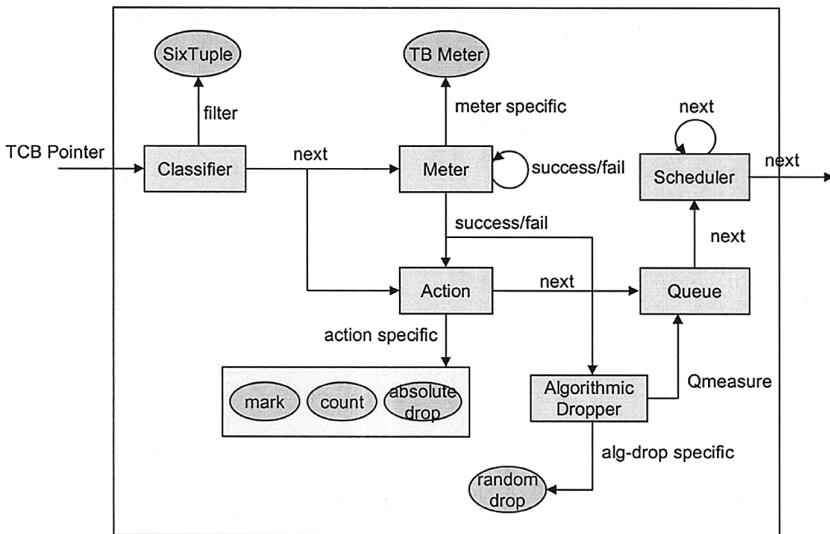 SixTuple
TB Meter
filter
meter specific
next
TCB Pointer
next
next
Classifier
Meter
success/fail
Scheduler
success/fail
next
Action
next
Queue
action specific
mark
count
absolute
drop
Algorithmic
Dropper
Qmeasure
alg-drop specific
random
drop